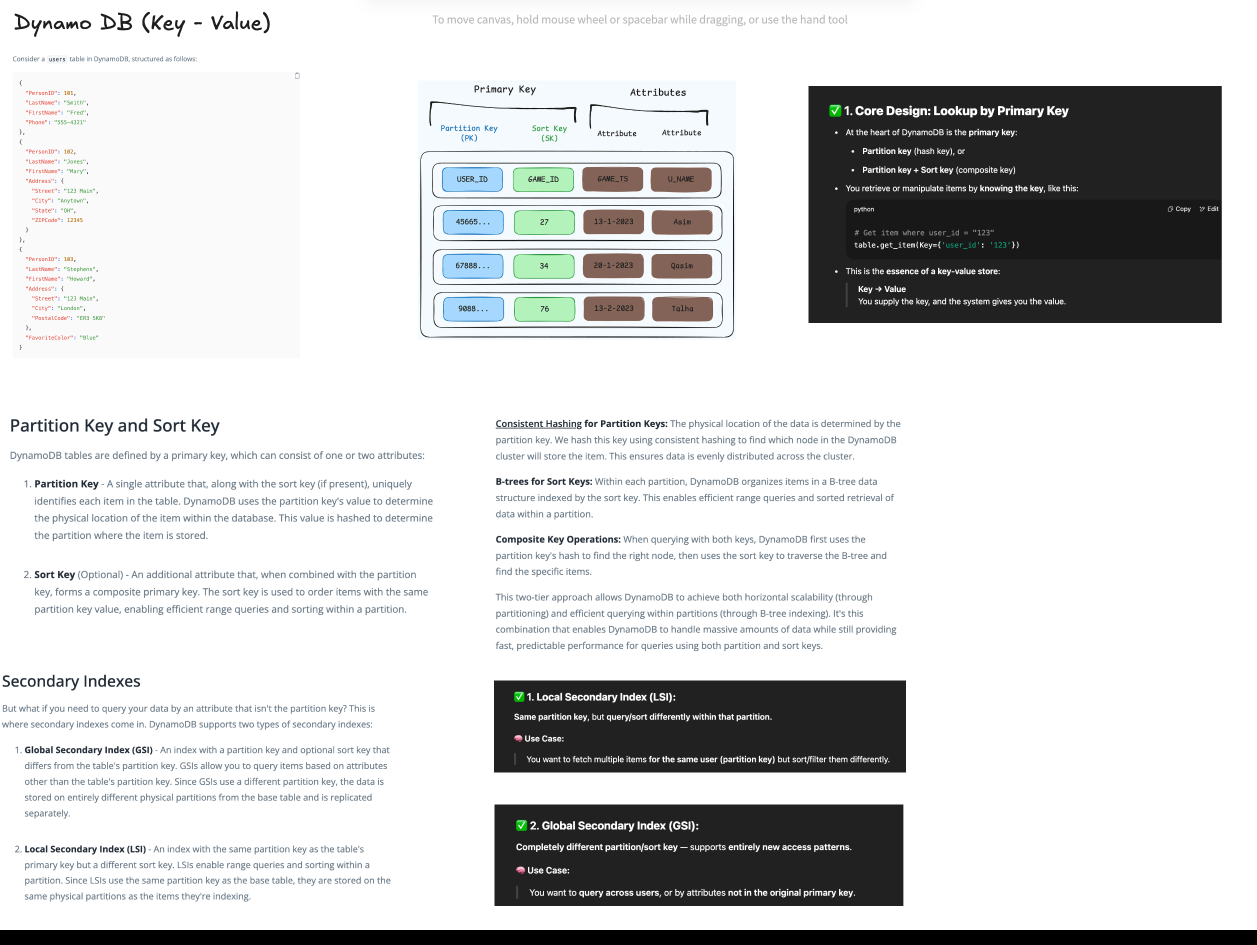 Dynamo DB (Key - Value)
To move canvas, hold mouse wheel or spacebar while dragging, or use the hand tool
Consider a users table in DynamoDB, structured as follows:
{
"PersonID": 101,
"LastName": "Smith",
"FirstName": "Fred",
"Phone": "555-4321"
},
{
"PersonID": 102,
"LastName": "Jones",
"FirstName": "Mary",
"Address": {
"Street": "123 Main",
"City": "Anytown",
"State": "OH",
"ZIPCode": 12345
}
},
{
"PersonID": 103,
"LastName": "Stephens",
"FirstName": "Howard",
"Address": {
"Street": "123 Main",
"City": "London",
"PostalCode": "ER3 5K8"
},
"FavoriteColor": "Blue"
}
Primary Key
Attributes
Partition Key
(PK)
Sort Key
(SK)
Attribute
Attribute
USER_ID GAME_ID GAME_TS U_NAME
45665... 27 13-1-2023 Asim
67888... 34 20-1-2023 Qasim
9088... 76 13-2-2023 Talha
✅ 1. Core Design: Lookup by Primary Key
• At the heart of DynamoDB is the primary key:
• Partition key (hash key), or
• Partition key + Sort key (composite key)
• You retrieve or manipulate items by knowing the key, like this:
python Copy Edit
# Get item where user_id = "123"
table.get_item(Key={'user_id': '123'})
• This is the essence of a key-value store:
Key → Value
You supply the key, and the system gives you the value.
Partition Key and Sort Key
DynamoDB tables are defined by a primary key, which can consist of one or two attributes:
1. Partition Key - A single attribute that, along with the sort key (if present), uniquely
identifies each item in the table. DynamoDB uses the partition key's value to determine
the physical location of the item within the database. This value is hashed to determine
the partition where the item is stored.
2. Sort Key (Optional) - An additional attribute that, when combined with the partition
key, forms a composite primary key. The sort key is used to order items with the same
partition key value, enabling efficient range queries and sorting within a partition.
Consistent Hashing for Partition Keys: The physical location of the data is determined by the
partition key. We hash this key using consistent hashing to find which node in the DynamoDB
cluster will store the item. This ensures data is evenly distributed across the cluster.
B-trees for Sort Keys: Within each partition, DynamoDB organizes items in a B-tree data
structure indexed by the sort key. This enables efficient range queries and sorted retrieval of
data within a partition.
Composite Key Operations: When querying with both keys, DynamoDB first uses the
partition key's hash to find the right node, then uses the sort key to traverse the B-tree and
find the specific items.
This two-tier approach allows DynamoDB to achieve both horizontal scalability (through
partitioning) and efficient querying within partitions (through B-tree indexing). It's this
combination that enables DynamoDB to handle massive amounts of data while still providing
fast, predictable performance for queries using both partition and sort keys.
Secondary Indexes
But what if you need to query your data by an attribute that isn't the partition key? This is
where secondary indexes come in. DynamoDB supports two types of secondary indexes:
1. Global Secondary Index (GSI) - An index with a partition key and optional sort key that
differs from the table's partition key. GSIs allow you to query items based on attributes
other than the table's partition key. Since GSIs use a different partition key, the data is
stored on entirely different physical partitions from the base table and is replicated
separately.
2. Local Secondary Index (LSI) - An index with the same partition key as the table's
primary key but a different sort key. LSIs enable range queries and sorting within a
partition. Since LSIs use the same partition key as the base table, they are stored on the
same physical partitions as the items they're indexing.
✅ 1. Local Secondary Index (LSI):
Same partition key, but query/sort differently within that partition.
🧠 Use Case:
You want to fetch multiple items for the same user (partition key) but sort/filter them differently.
✅ 2. Global Secondary Index (GSI):
Completely different partition/sort key — supports entirely new access patterns.
🧠 Use Case:
You want to query across users, or by attributes not in the original primary key.